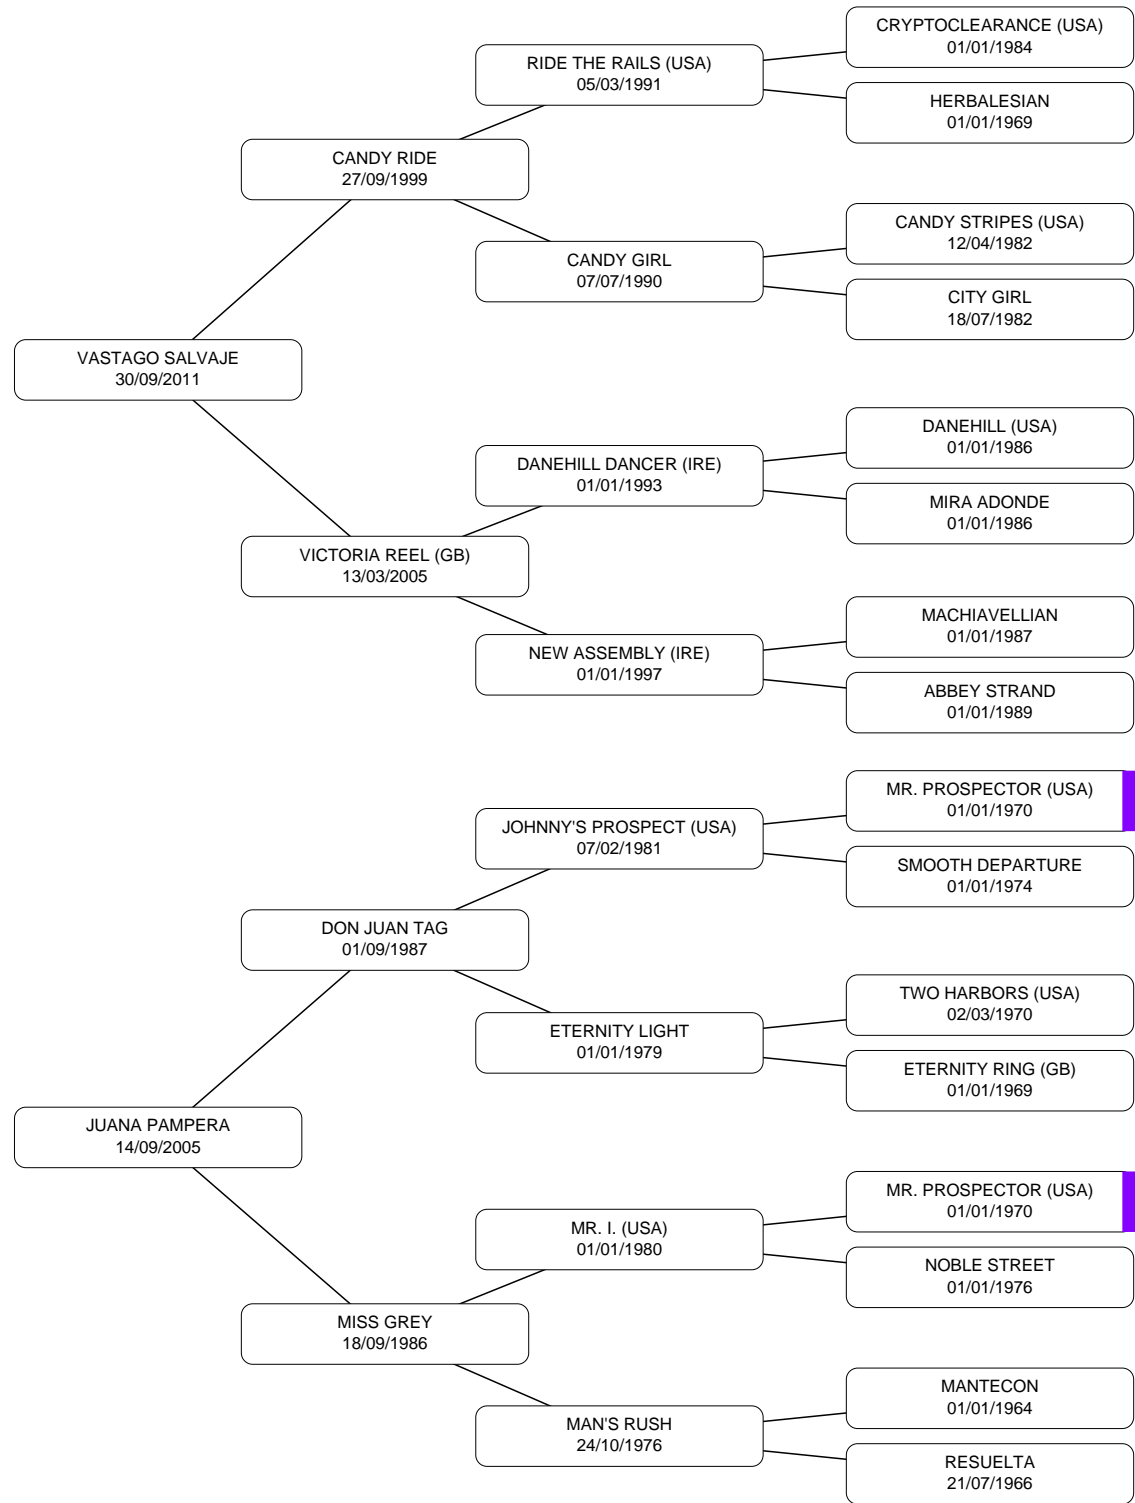 CRYPTOCLEARANCE (USA)
01/01/1984
RIDE THE RAILS (USA)
05/03/1991
HERBALESIAN
01/01/1969
CANDY RIDE
27/09/1999
CANDY STRIPES (USA)
12/04/1982
CANDY GIRL
07/07/1990
CITY GIRL
18/07/1982
VASTAGO SALVAJE
30/09/2011
DANEHILL (USA)
01/01/1986
DANEHILL DANCER (IRE)
01/01/1993
MIRA ADONDE
01/01/1986
VICTORIA REEL (GB)
13/03/2005
MACHIAVELLIAN
01/01/1987
NEW ASSEMBLY (IRE)
01/01/1997
ABBEY STRAND
01/01/1989
MR. PROSPECTOR (USA)
01/01/1970
JOHNNY'S PROSPECT (USA)
07/02/1981
SMOOTH DEPARTURE
01/01/1974
DON JUAN TAG
01/09/1987
TWO HARBORS (USA)
02/03/1970
ETERNITY LIGHT
01/01/1979
ETERNITY RING (GB)
01/01/1969
JUANA PAMPERA
14/09/2005
MR. PROSPECTOR (USA)
01/01/1970
MR. I. (USA)
01/01/1980
NOBLE STREET
01/01/1976
MISS GREY
18/09/1986
MANTECON
01/01/1964
MAN'S RUSH
24/10/1976
RESUELTA
21/07/1966